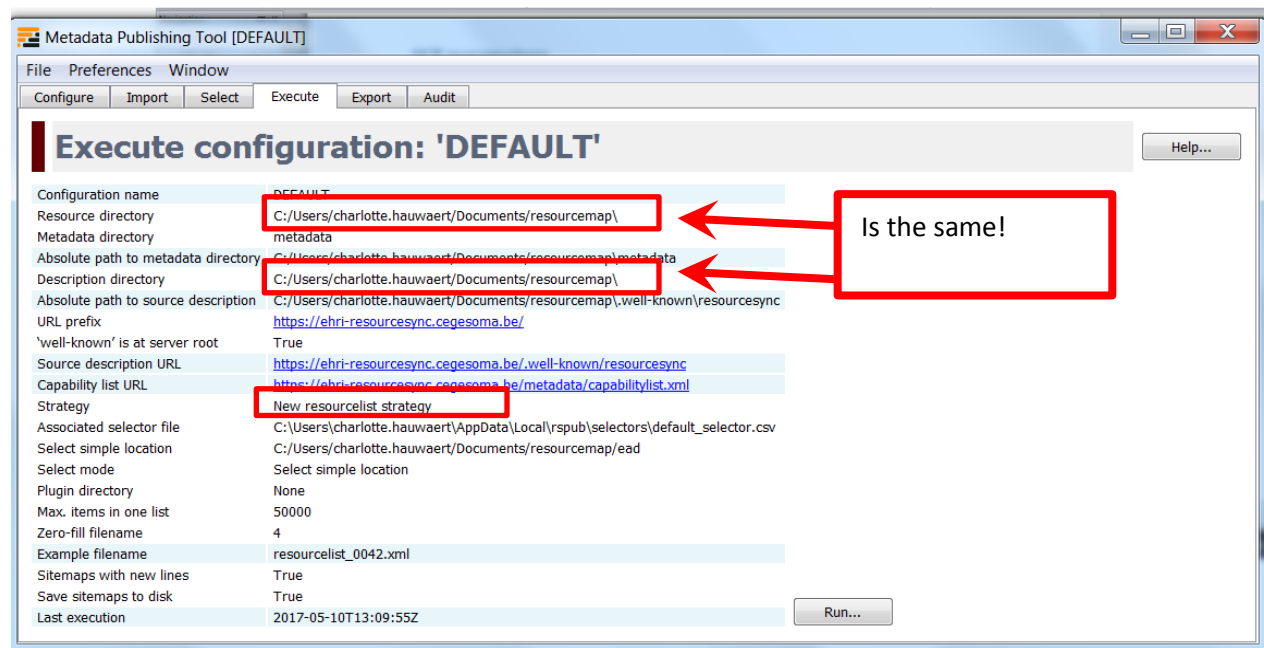 Metadata Publishing Tool [DEFAULT]
File Preferences Window
Configure Import Select Execute Export Audit
Execute configuration: 'DEFAULT'
Help...
Configuration name DEFAULT
Resource directory C:/Users/charlotte.hauwaert/Documents/resourcemap\
Is the same!
Metadata directory metadata
Absolute path to metadata directory C:/Users/charlotte.hauwaert/Documents/resourcemap\metadata
Description directory C:/Users/charlotte.hauwaert/Documents/resourcemap\
Absolute path to source description C:/Users/charlotte.hauwaert/Documents/resourcemap\.well-known\resourcesync
URL prefix https://ehri-resourcesync.cegesoma.be/
'well-known' is at server root True
Source description URL https://ehri-resourcesync.cegesoma.be/.well-known/resourcesync
Capability list URL https://ehri-resourcesync.cegesoma.be/metadata/capabilitylist.xml
Strategy New resourcelist strategy
Associated selector file C:\Users\charlotte.hauwaert\AppData\Local\rspub\selectors\default_selector.csv
Select simple location C:/Users/charlotte.hauwaert/Documents/resourcemap/ead
Select mode Select simple location
Plugin directory None
Max. items in one list 50000
Zero-fill filename 4
Example filename resourcelist_0042.xml
Sitemaps with new lines True
Save sitemaps to disk True
Last execution 2017-05-10T13:09:55Z
Run...